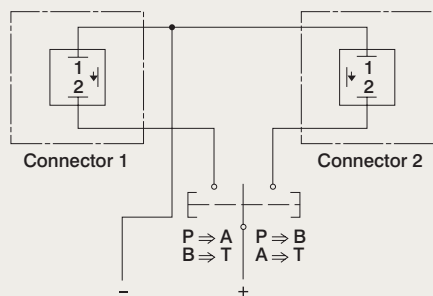 1
2
1
2
Connector 1
Connector 2
P ⇒ A
B ⇒ T
P ⇒ B
A ⇒ T
–
+